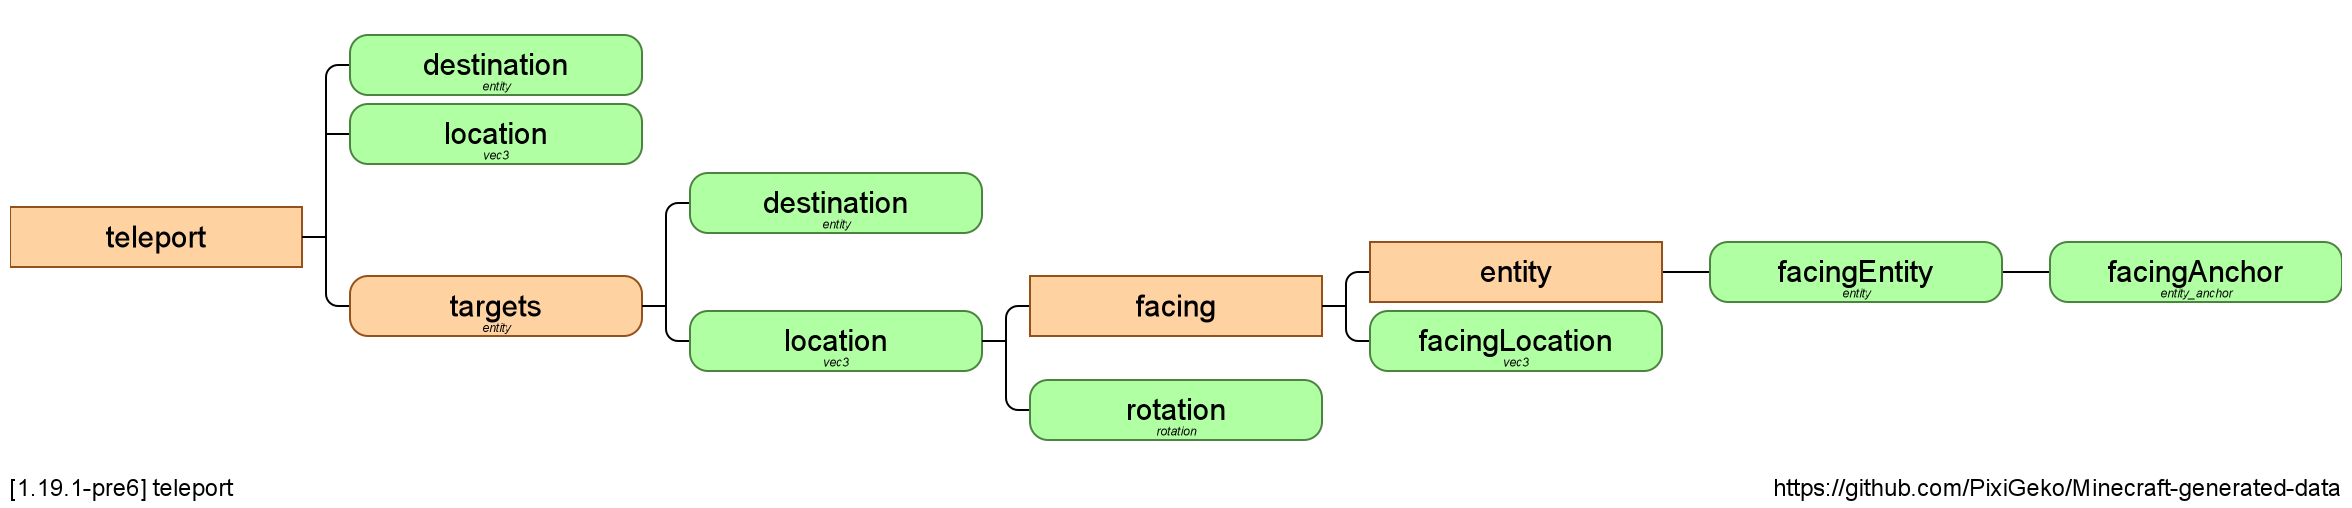 destination
entity
location
vec3
teleport
targets
entity
destination
entity
location
vec3
facing
rotation
rotation
entity
facingLocation
vec3
facingEntity
entity
facingAnchor
entity_anchor
[1.19.1-pre6] teleport
https://github.com/PixiGeko/Minecraft-generated-data